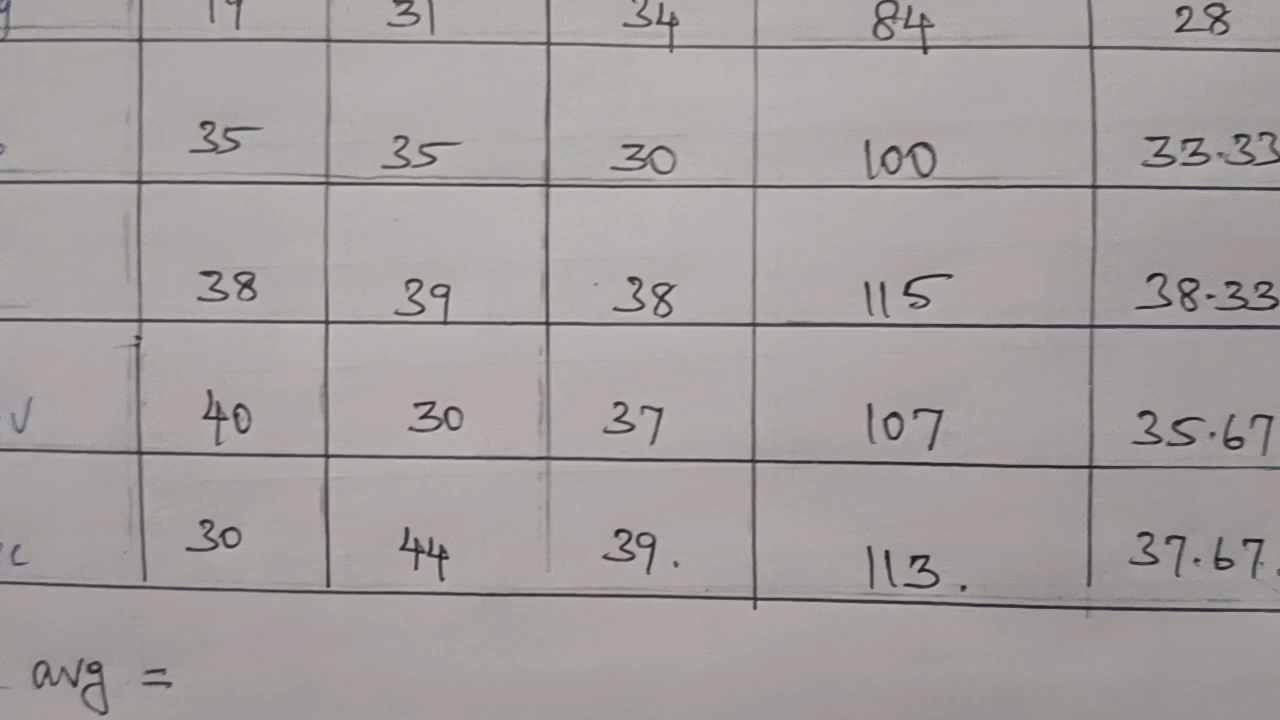 19 31 34 84 28
35 35 30 100 33.33
38 39 38 115 38.33
40 30 37 107 35.67
30 44 39. 113. 37.67.
avg =